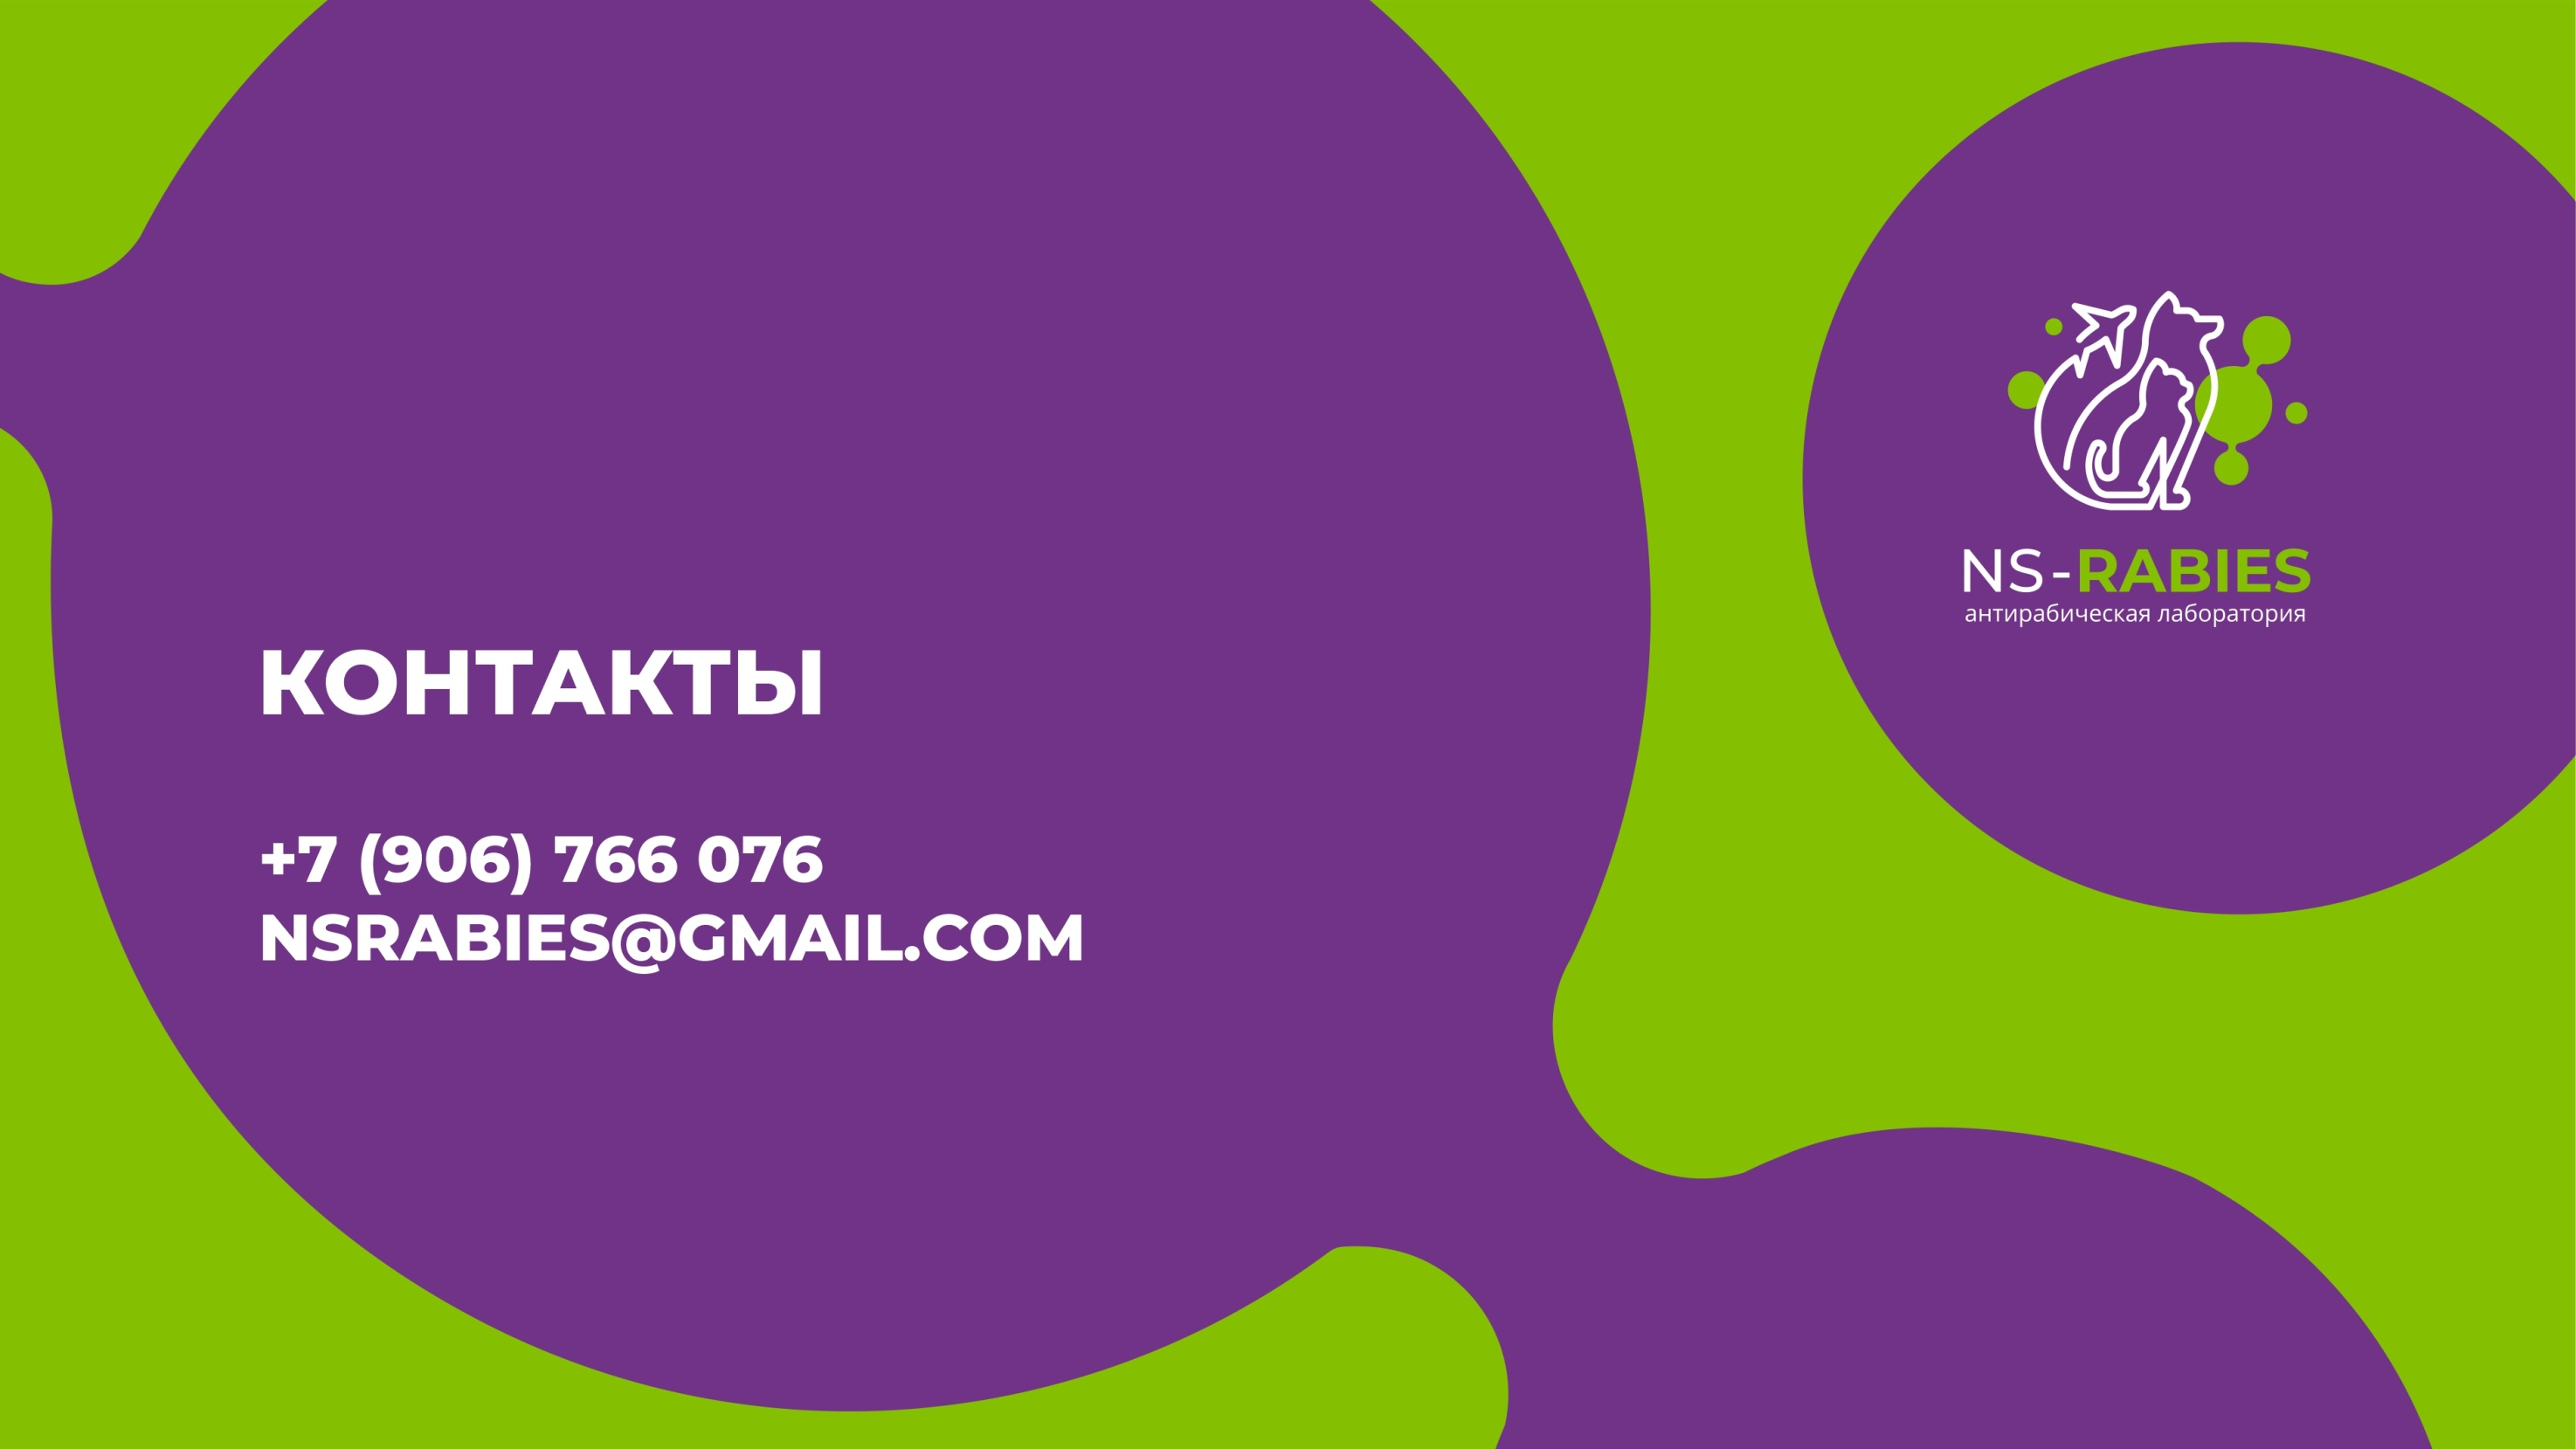 КОНТАКТЫ
+7 (906) 766 076
NSRABIES@GMAIL.COM
NS-RABIES
антирабическая лаборатория